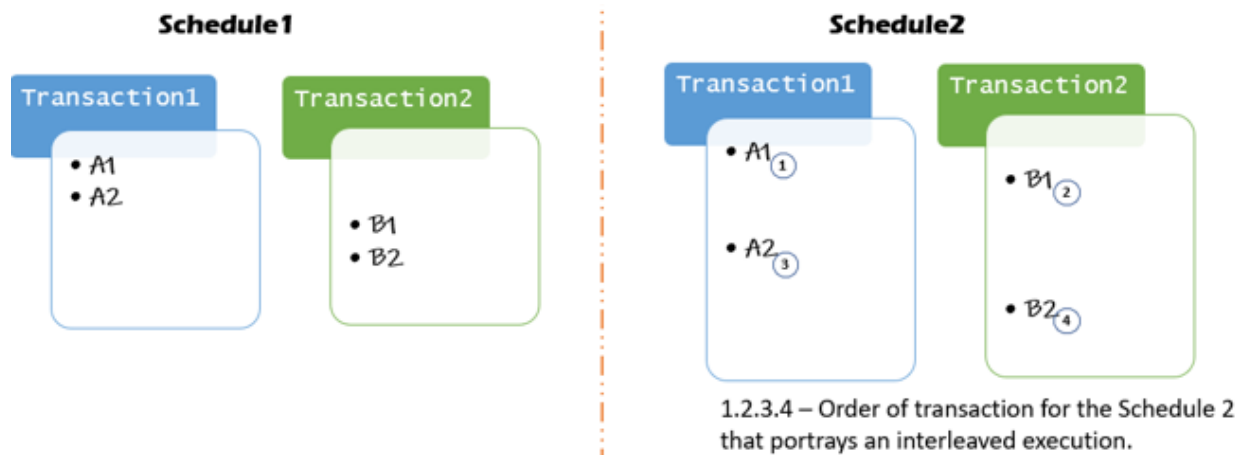 Schedule1
Transaction1
Transaction2
• A1
• A2
• B1
• B2
Schedule2
Transaction1
Transaction2
• A1 1
• B1 2
• A2 3
• B2 4
1.2.3.4 – Order of transaction for the Schedule 2
that portrays an interleaved execution.